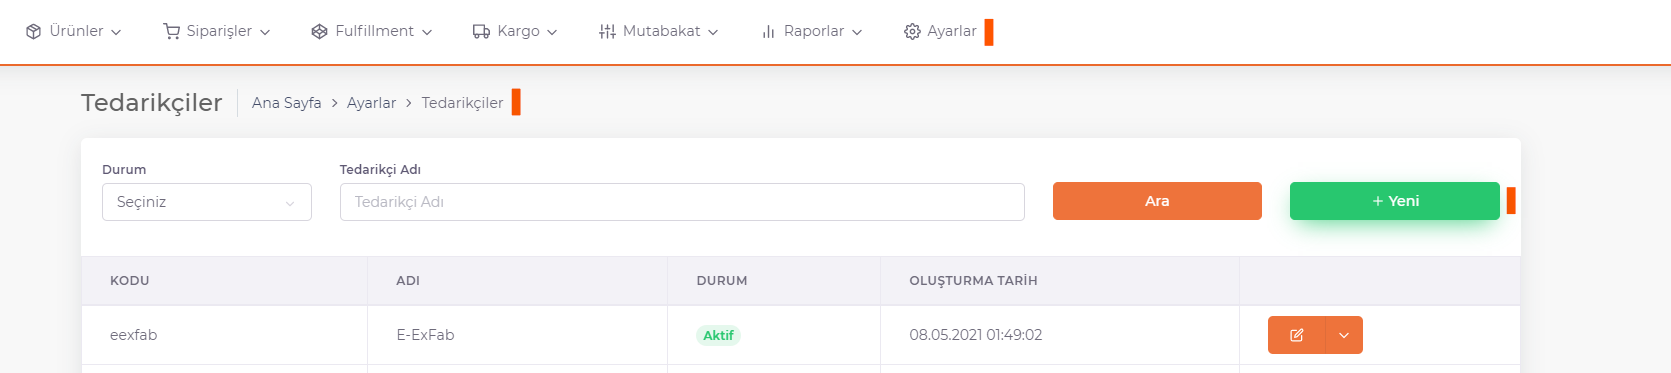 Ürünler Siparişler Fulfillment Kargo Mutabakat Raporlar Ayarlar
Tedarikçiler Ana Sayfa > Ayarlar > Tedarikçiler
Durum Tedarikçi Adı
Seçiniz Tedarikçi Adı Ara + Yeni
KODU ADI DURUM OLUŞTURMA TARİH
eexfab E-ExFab Aktif 08.05.2021 01:49:02